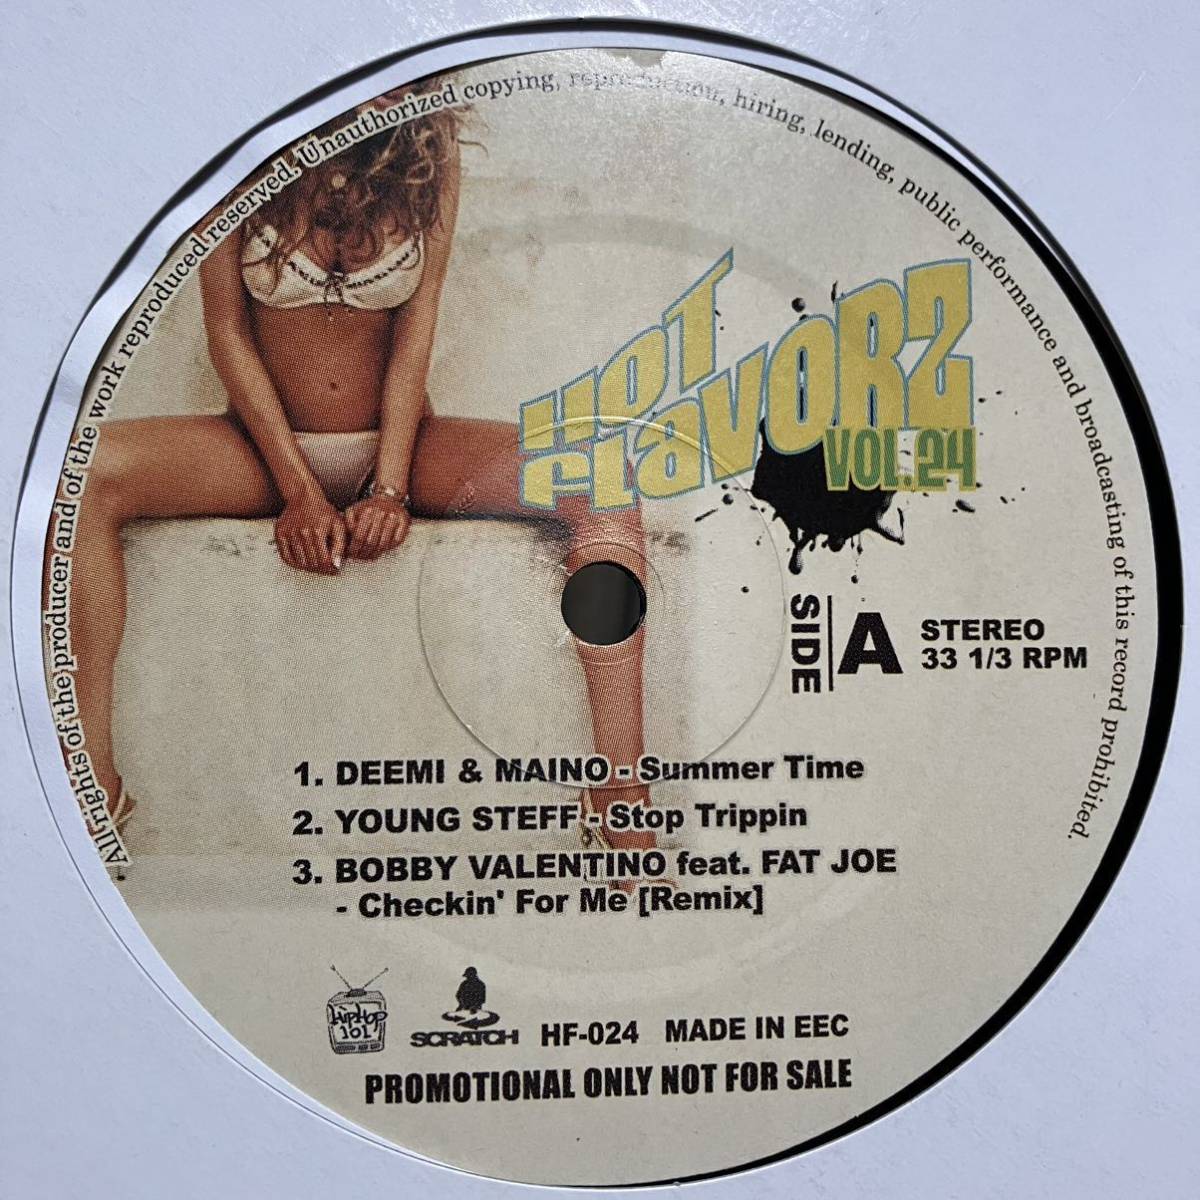 All rights of the producer and of the work reproduced reserved. Unauthorized copying, reproduction, hiring, lending, public performance and broadcasting of this record prohibited.
HOT
FLavORZ
VOL.24
SIDE A
STEREO
33 1/3 RPM
1. DEEMI & MAINO - Summer Time
2. YOUNG STEFF - Stop Trippin
3. BOBBY VALENTINO feat. FAT JOE
- Checkin' For Me [Remix]
HipHop
101
SCRATCH HF-024 MADE IN EEC
PROMOTIONAL ONLY NOT FOR SALE